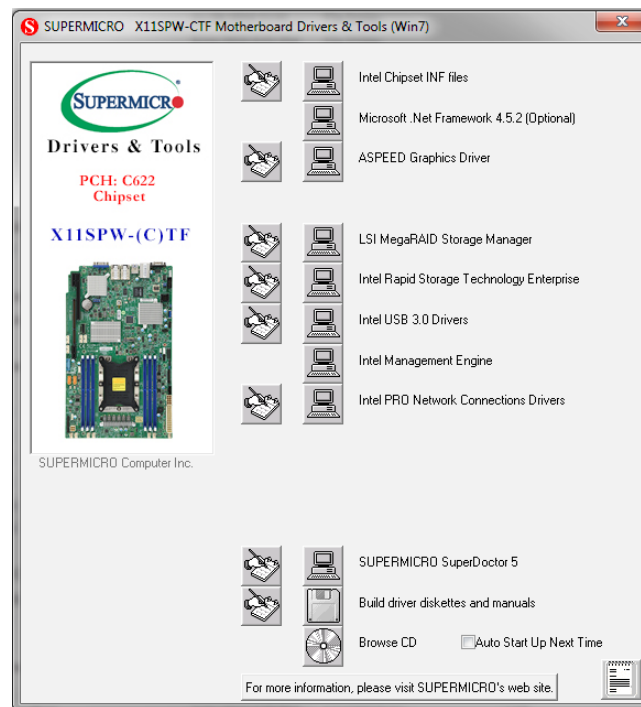 SUPERMICRO X11SPW-CTF Motherboard Drivers & Tools (Win7)
SUPERMICRO
Drivers & Tools
PCH: C622
Chipset
X11SPW-(C)TF
SUPERMICRO Computer Inc.
Intel Chipset INF files
Microsoft .Net Framework 4.5.2 (Optional)
ASPEED Graphics Driver
LSI MegaRAID Storage Manager
Intel Rapid Storage Technology Enterprise
Intel USB 3.0 Drivers
Intel Management Engine
Intel PRO Network Connections Drivers
SUPERMICRO SuperDoctor 5
Build driver diskettes and manuals
Browse CD Auto Start Up Next Time
For more information, please visit SUPERMICRO's web site.